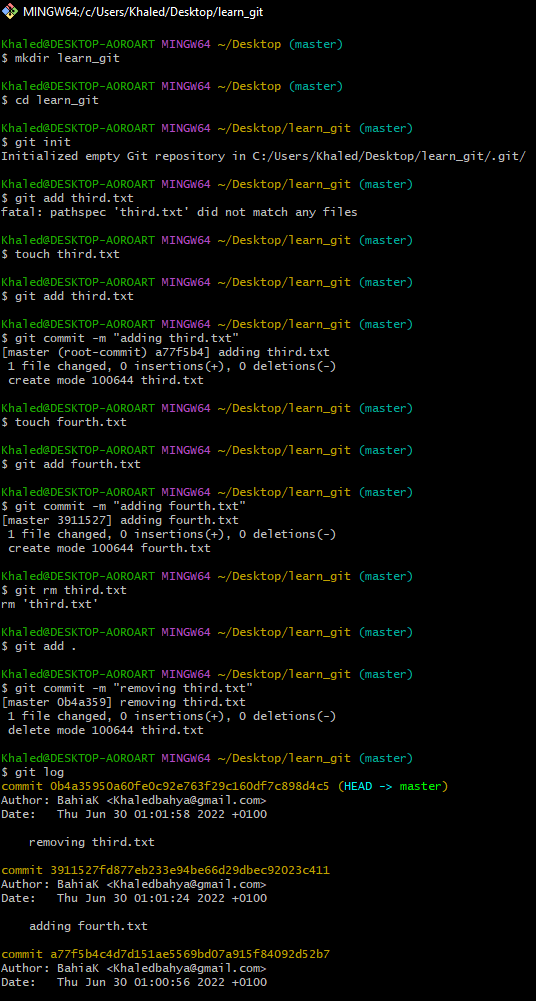 MINGW64:/c/Users/Khaled/Desktop/learn_git
Khaled@DESKTOP-AOROART MINGW64 ~/Desktop (master)
$ mkdir learn_git
Khaled@DESKTOP-AOROART MINGW64 ~/Desktop (master)
$ cd learn_git
Khaled@DESKTOP-AOROART MINGW64 ~/Desktop/learn_git (master)
$ git init
Initialized empty Git repository in C:/Users/Khaled/Desktop/learn_git/.git/
Khaled@DESKTOP-AOROART MINGW64 ~/Desktop/learn_git (master)
$ git add third.txt
fatal: pathspec 'third.txt' did not match any files
Khaled@DESKTOP-AOROART MINGW64 ~/Desktop/learn_git (master)
$ touch third.txt
Khaled@DESKTOP-AOROART MINGW64 ~/Desktop/learn_git (master)
$ git add third.txt
Khaled@DESKTOP-AOROART MINGW64 ~/Desktop/learn_git (master)
$ git commit -m "adding third.txt"
[master (root-commit) a77f5b4] adding third.txt
 1 file changed, 0 insertions(+), 0 deletions(-)
 create mode 100644 third.txt
Khaled@DESKTOP-AOROART MINGW64 ~/Desktop/learn_git (master)
$ touch fourth.txt
Khaled@DESKTOP-AOROART MINGW64 ~/Desktop/learn_git (master)
$ git add fourth.txt
Khaled@DESKTOP-AOROART MINGW64 ~/Desktop/learn_git (master)
$ git commit -m "adding fourth.txt"
[master 3911527] adding fourth.txt
 1 file changed, 0 insertions(+), 0 deletions(-)
 create mode 100644 fourth.txt
Khaled@DESKTOP-AOROART MINGW64 ~/Desktop/learn_git (master)
$ git rm third.txt
rm 'third.txt'
Khaled@DESKTOP-AOROART MINGW64 ~/Desktop/learn_git (master)
$ git add .
Khaled@DESKTOP-AOROART MINGW64 ~/Desktop/learn_git (master)
$ git commit -m "removing third.txt"
[master 0b4a359] removing third.txt
 1 file changed, 0 insertions(+), 0 deletions(-)
 delete mode 100644 third.txt
Khaled@DESKTOP-AOROART MINGW64 ~/Desktop/learn_git (master)
$ git log
commit 0b4a35950a60fe0c92e763f29c160df7c898d4c5 (HEAD -> master)
Author: BahiaK <Khaledbahya@gmail.com>
Date:   Thu Jun 30 01:01:58 2022 +0100
    removing third.txt
commit 3911527fd877eb233e94be66d29dbec92023c411
Author: BahiaK <Khaledbahya@gmail.com>
Date:   Thu Jun 30 01:01:24 2022 +0100
    adding fourth.txt
commit a77f5b4c4d7d151ae5569bd07a915f84092d52b7
Author: BahiaK <Khaledbahya@gmail.com>
Date:   Thu Jun 30 01:00:56 2022 +0100